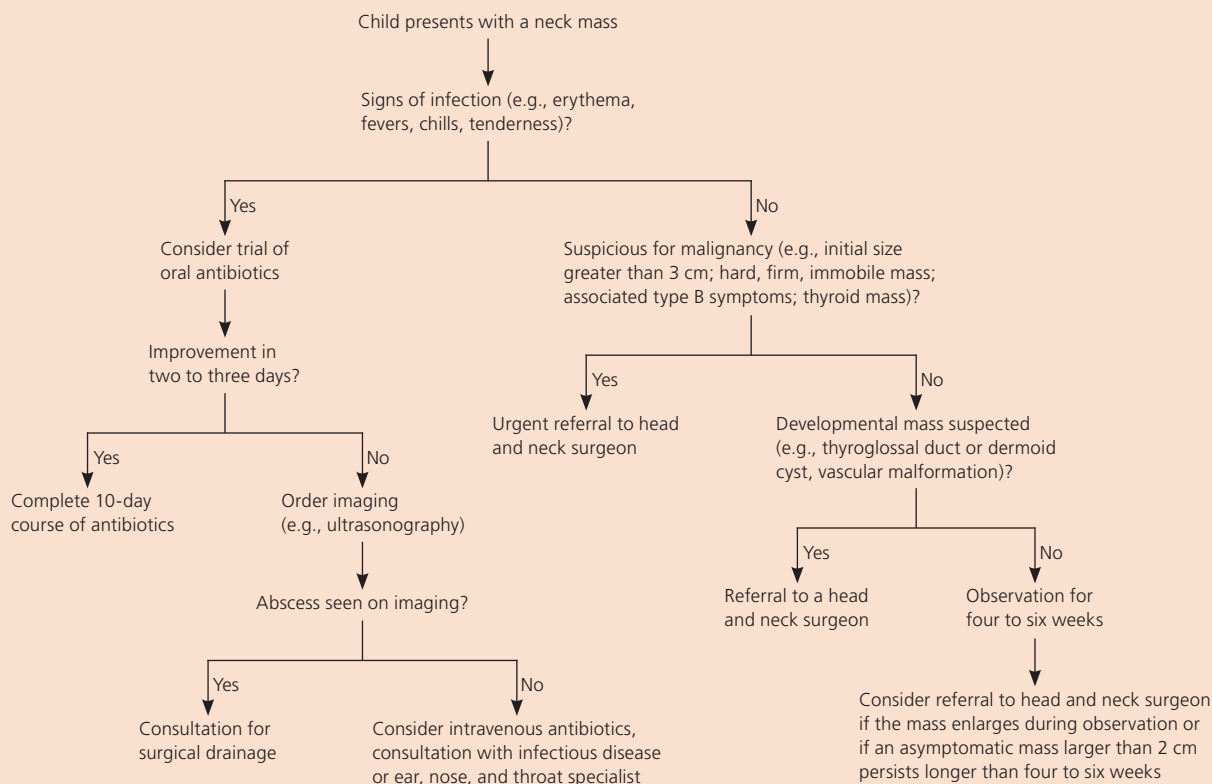 Child presents with a neck mass
Signs of infection (e.g., erythema,
fevers, chills, tenderness)?
Yes
No
Consider trial of
oral antibiotics
Suspicious for malignancy (e.g., initial size
greater than 3 cm; hard, firm, immobile mass;
associated type B symptoms; thyroid mass)?
Improvement in
two to three days?
Yes
No
Yes
No
Urgent referral to head
and neck surgeon
Developmental mass suspected
(e.g., thyroglossal duct or dermoid
cyst, vascular malformation)?
Complete 10-day
course of antibiotics
Order imaging
(e.g., ultrasonography)
Yes
No
Abscess seen on imaging?
Referral to a head
and neck surgeon
Observation for
four to six weeks
Yes
No
Consultation for
surgical drainage
Consider intravenous antibiotics,
consultation with infectious disease
or ear, nose, and throat specialist
Consider referral to head and neck surgeon
if the mass enlarges during observation or
if an asymptomatic mass larger than 2 cm
persists longer than four to six weeks